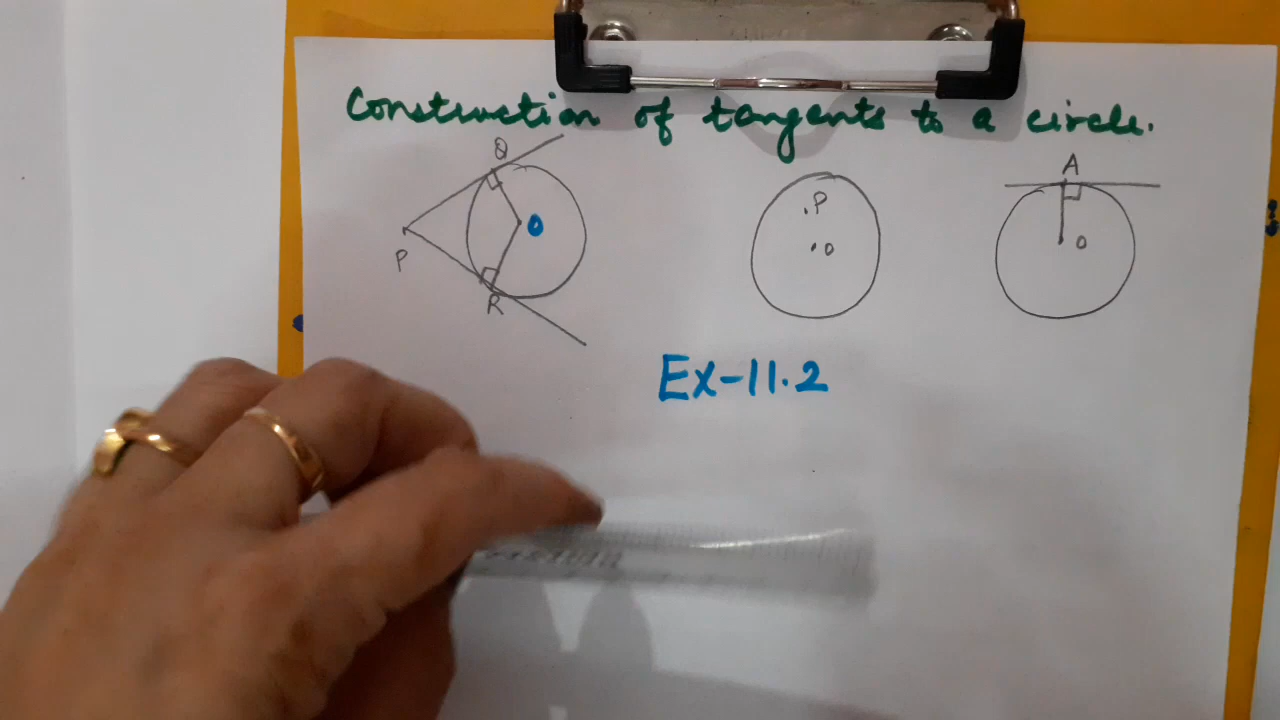 Construction of tangents to a circle.
Q
O
P
R
.P
.O
A
O
Ex-11.2